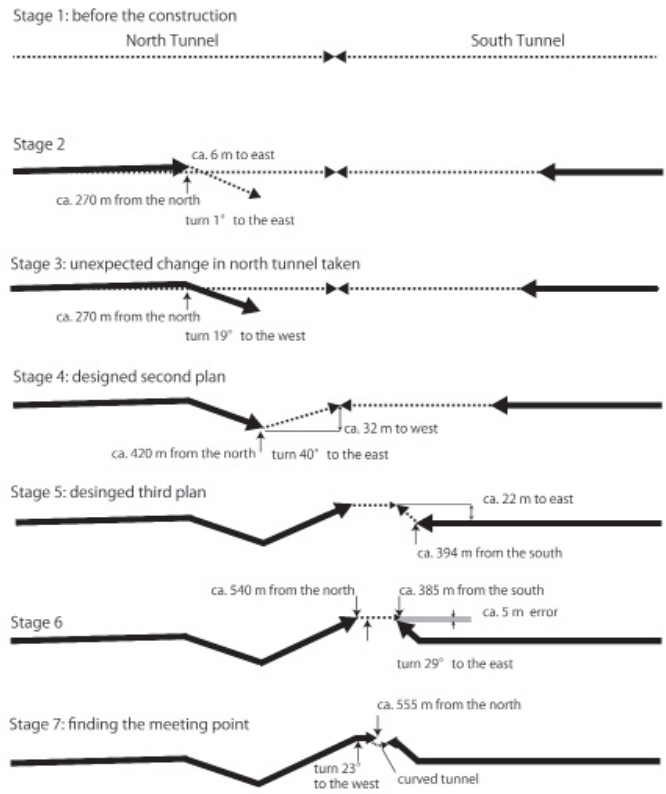 Stage 1: before the construction
North Tunnel South Tunnel
Stage 2
ca. 6 m to east
ca. 270 m from the north
turn 1° to the east
Stage 3: unexpected change in north tunnel taken
ca. 270 m from the north
turn 19° to the west
Stage 4: designed second plan
ca. 32 m to west
ca. 420 m from the north turn 40° to the east
Stage 5: desinged third plan
ca. 22 m to east
ca. 394 m from the south
ca. 540 m from the north ca. 385 m from the south
Stage 6
ca. 5 m error
turn 29° to the east
ca. 555 m from the north
Stage 7: finding the meeting point
turn 23°
to the west
curved tunnel